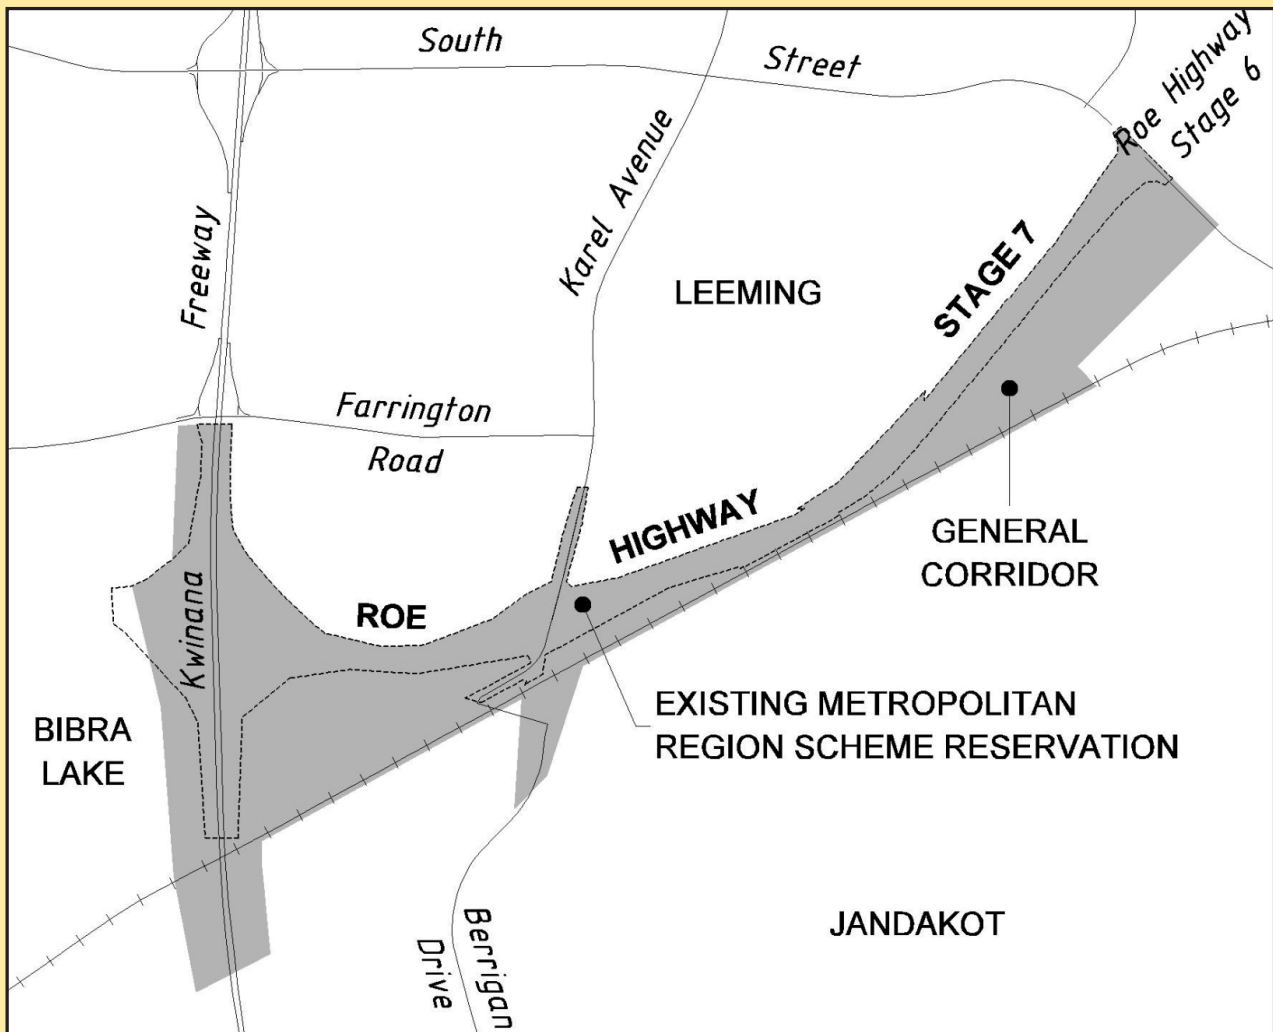 South
Street
Roe Highway
Stage 6
Karel Avenue
Freeway
STAGE 7
LEEMING
Farrington
Road
HIGHWAY
GENERAL
CORRIDOR
Kwinana
ROE
EXISTING METROPOLITAN
REGION SCHEME RESERVATION
BIBRA
LAKE
JANDAKOT
Berrigan
Drive